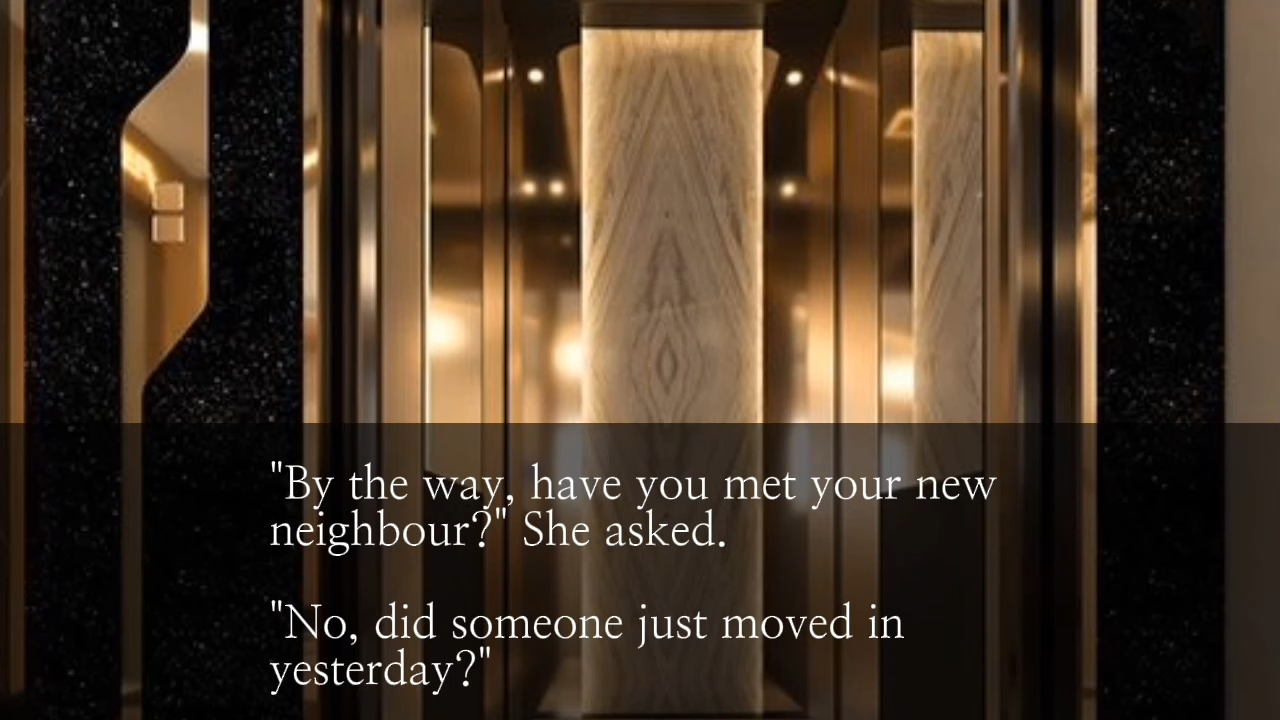 "By the way, have you met your new
neighbour?" She asked.
"No, did someone just moved in
yesterday?"